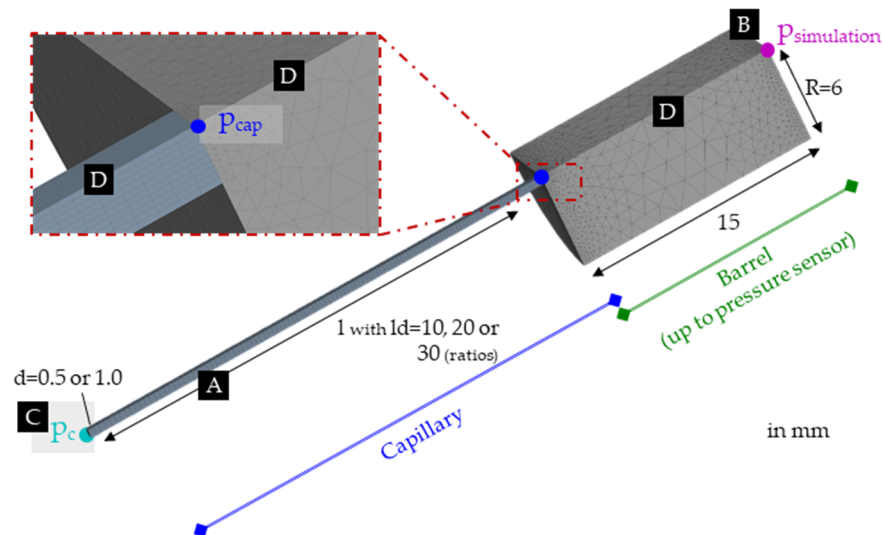 B
psimulation
D
D
R=6
pcap
D
15
Barrel
(up to pressure sensor)
l with ld=10, 20 or
30 (ratios)
d=0.5 or 1.0
A
C
pc
Capillary
in mm